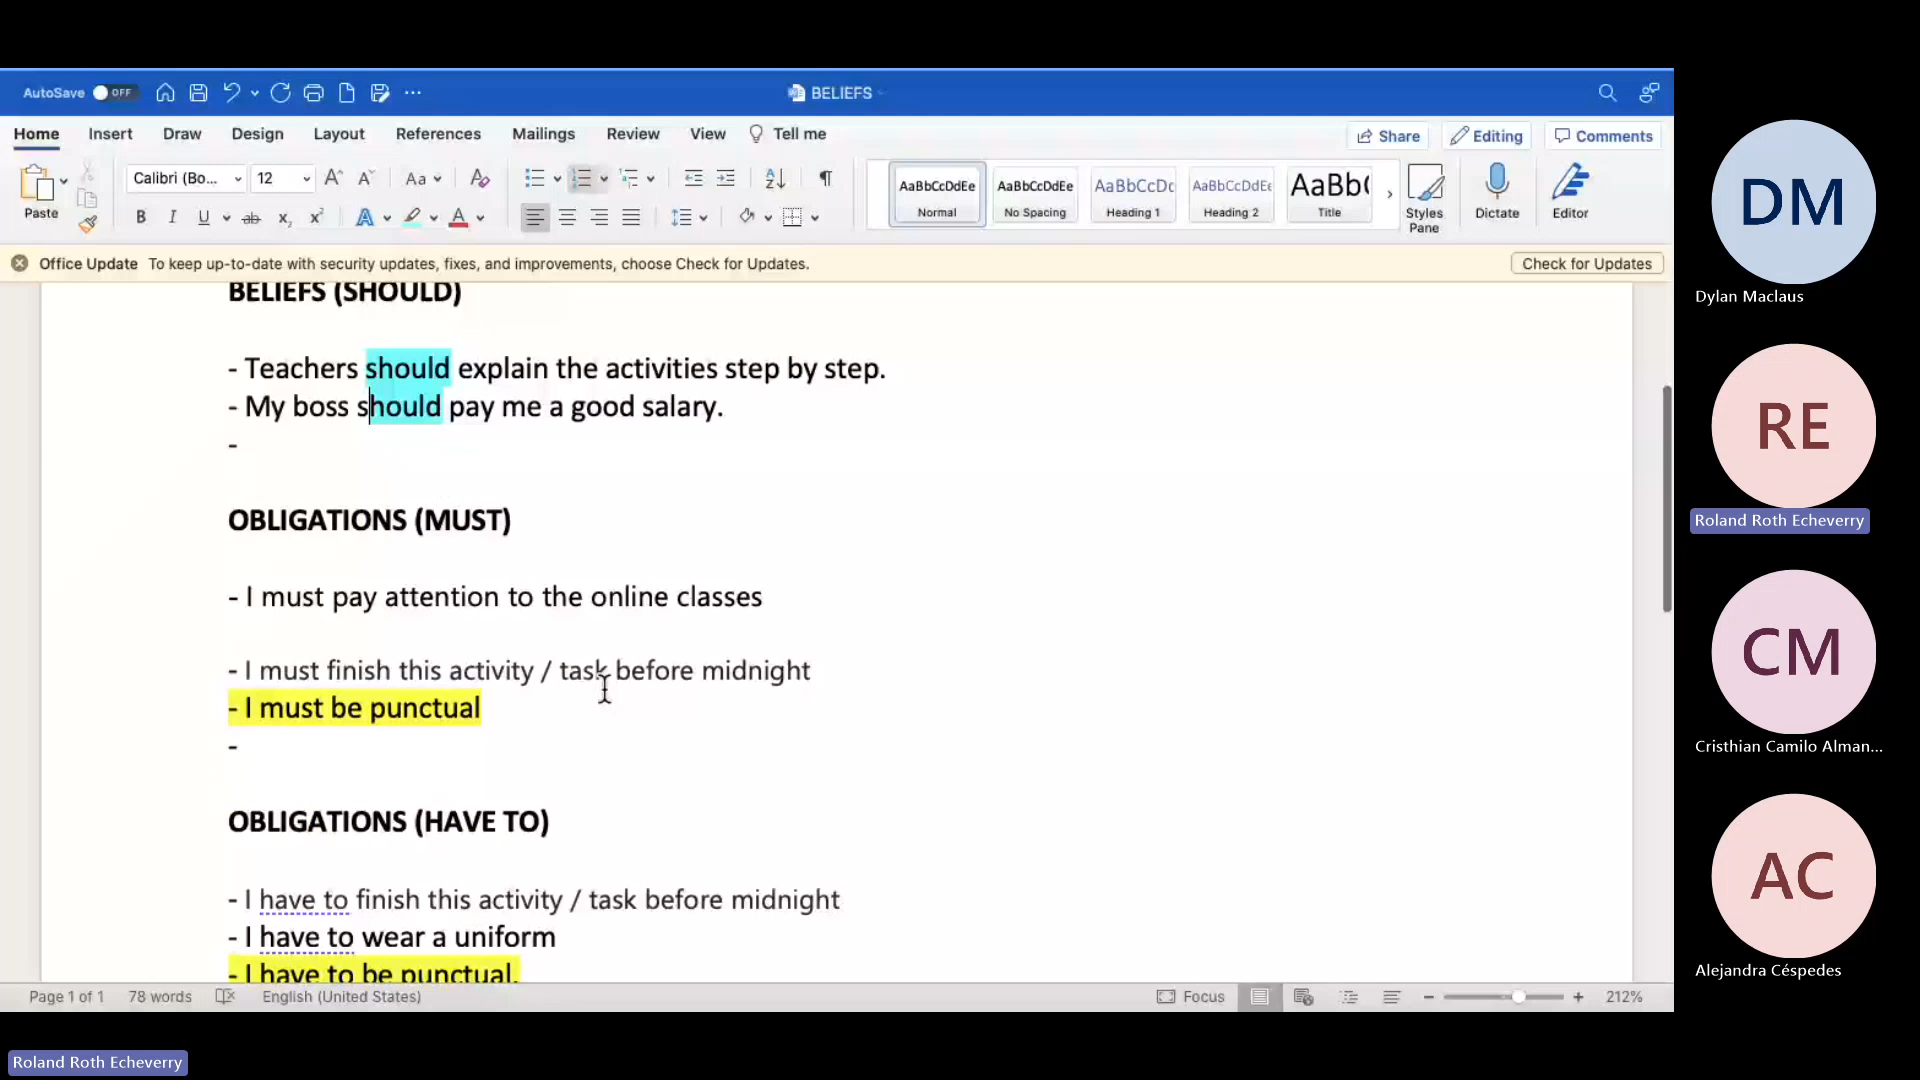 AutoSave OFF
BELIEFS
Home Insert Draw Design Layout References Mailings Review View Tell me
Share Editing Comments
Paste
Calibri (Bo... 12
Aa
AaBbCcDdEe AaBbCcDdEe AaBbCcDc AaBbCcDdEe AaBb(
Normal No Spacing Heading 1 Heading 2 Title
Styles Pane
Dictate
Editor
Office Update To keep up-to-date with security updates, fixes, and improvements, choose Check for Updates.
Check for Updates
BELIEFS (SHOULD)
- Teachers should explain the activities step by step.
- My boss should pay me a good salary.
-
OBLIGATIONS (MUST)
- I must pay attention to the online classes
- I must finish this activity / task before midnight
- I must be punctual
-
OBLIGATIONS (HAVE TO)
- I have to finish this activity / task before midnight
- I have to wear a uniform
- I have to be punctual.
Page 1 of 1 78 words English (United States)
Focus 212%
DM
Dylan Maclaus
RE
Roland Roth Echeverry
CM
Cristhian Camilo Alman...
AC
Alejandra Céspedes
Roland Roth Echeverry